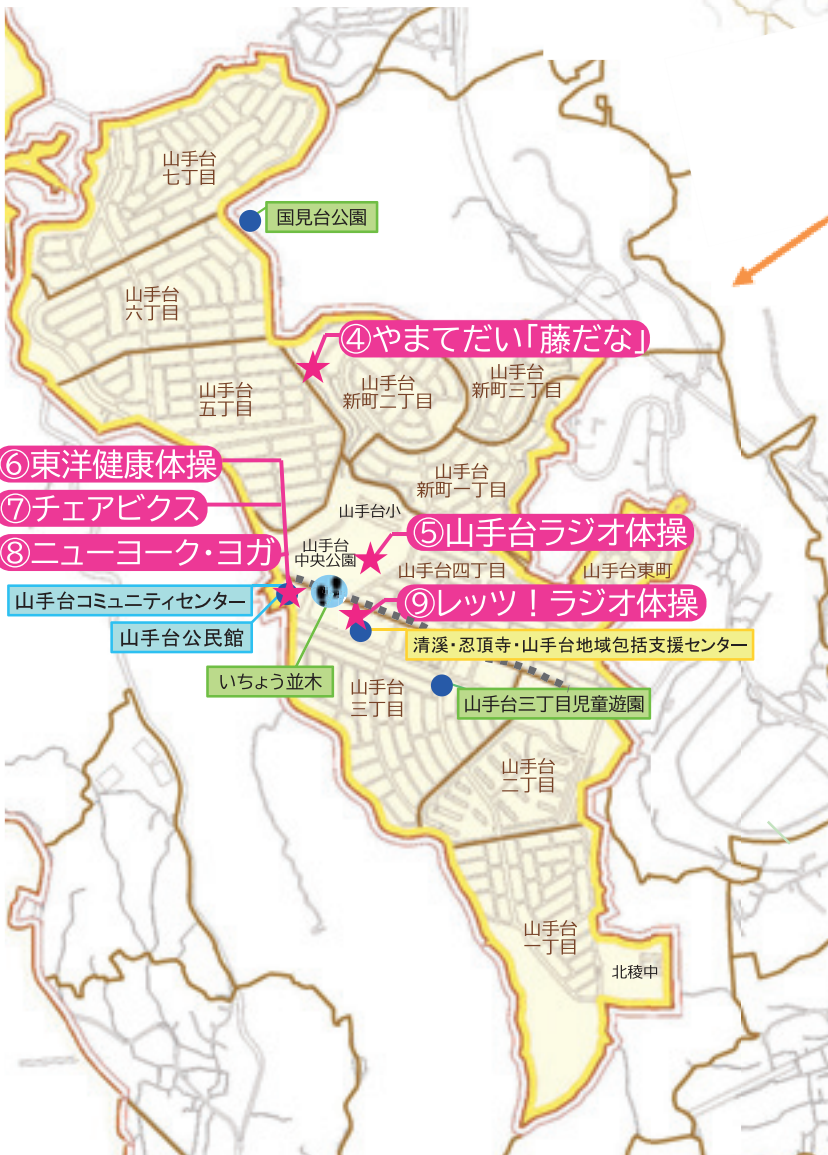 山手台
七丁目
国見台公園
山手台
六丁目
④やまてだい「藤だな」
山手台
五丁目
山手台
新町二丁目
山手台
新町三丁目
⑥東洋健康体操
山手台
新町一丁目
⑦チェアビクス
山手台小
⑤山手台ラジオ体操
⑧ニューヨーク・ヨガ
山手台
中央公園
山手台四丁目
山手台東町
山手台コミュニティセンター
⑨レッツ！ラジオ体操
山手台公民館
清溪・忍頂寺・山手台地域包括支援センター
いちょう並木
山手台
三丁目
山手台三丁目児童遊園
山手台
二丁目
山手台
一丁目
北稜中